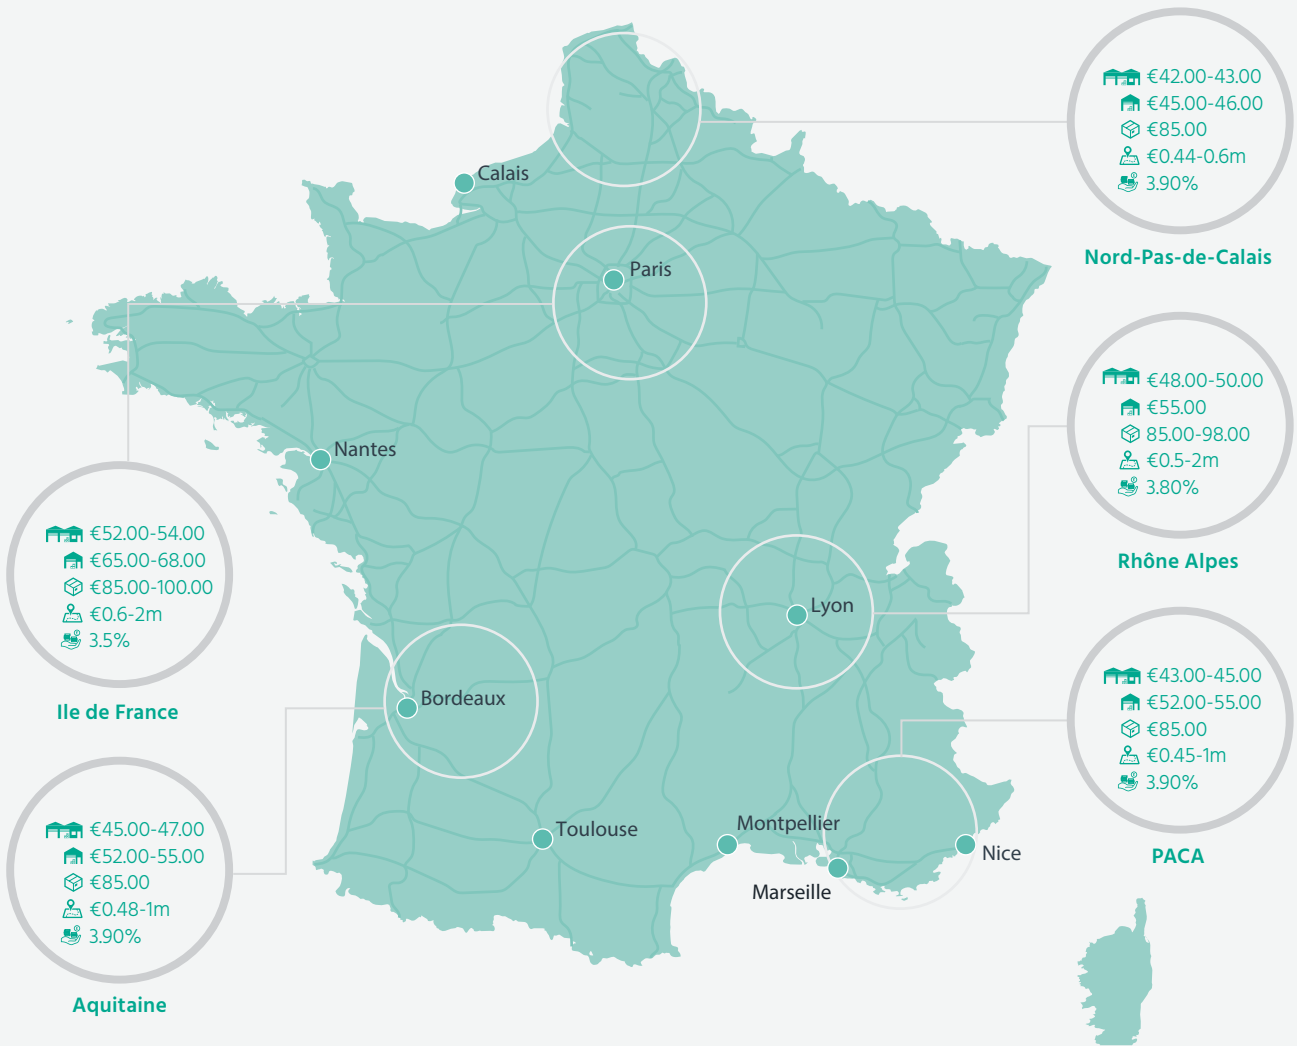 €42.00-43.00
€45.00-46.00
€85.00
€0.44-0.6m
3.90%
Nord-Pas-de-Calais
Calais
Paris
€48.00-50.00
€55.00
85.00-98.00
€0.5-2m
3.80%
Rhône Alpes
Nantes
€52.00-54.00
€65.00-68.00
€85.00-100.00
€0.6-2m
3.5%
Ile de France
Lyon
Bordeaux
€43.00-45.00
€52.00-55.00
€85.00
€0.45-1m
3.90%
PACA
€45.00-47.00
€52.00-55.00
€85.00
€0.48-1m
3.90%
Aquitaine
Toulouse
Montpellier
Nice
Marseille